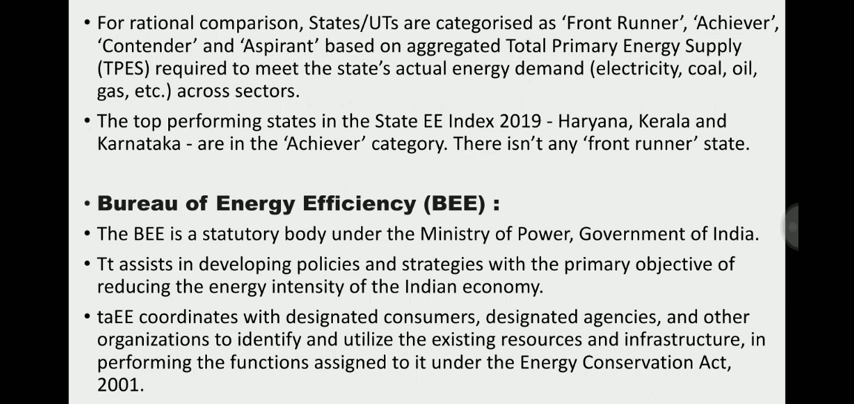 • For rational comparison, States/UTs are categorised as ‘Front Runner’, ‘Achiever’,
‘Contender’ and ‘Aspirant’ based on aggregated Total Primary Energy Supply
(TPES) required to meet the state’s actual energy demand (electricity, coal, oil,
gas, etc.) across sectors.
• The top performing states in the State EE Index 2019 - Haryana, Kerala and
Karnataka - are in the ‘Achiever’ category. There isn’t any ‘front runner’ state.
• Bureau of Energy Efficiency (BEE) :
• The BEE is a statutory body under the Ministry of Power, Government of India.
• Tt assists in developing policies and strategies with the primary objective of
reducing the energy intensity of the Indian economy.
• taEE coordinates with designated consumers, designated agencies, and other
organizations to identify and utilize the existing resources and infrastructure, in
performing the functions assigned to it under the Energy Conservation Act,
2001.